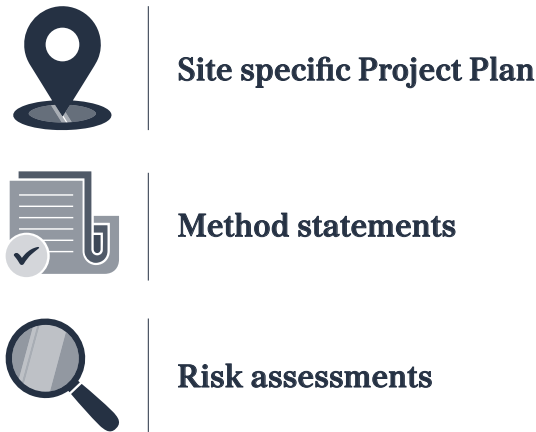 Site specific Project Plan
Method statements
Risk assessments